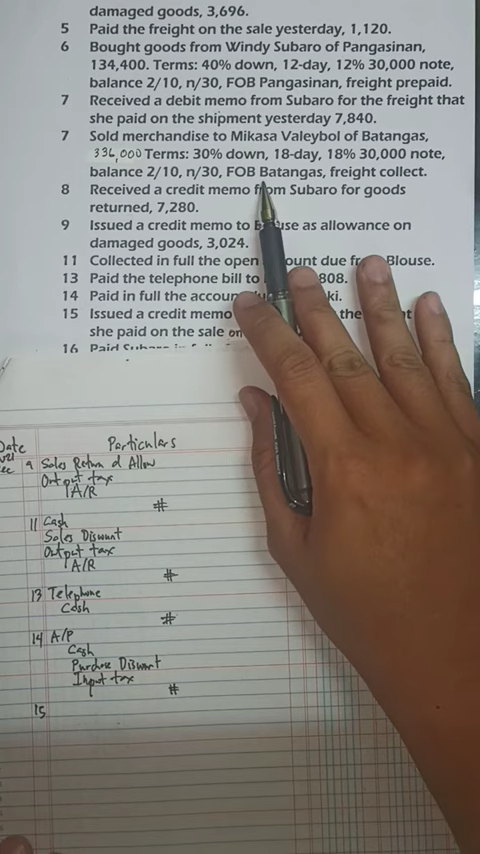 damaged goods, 3,696.
5 Paid the freight on the sale yesterday, 1,120.
6 Bought goods from Windy Subaro of Pangasinan,
134,400. Terms: 40% down, 12-day, 12% 30,000 note,
balance 2/10, n/30, FOB Pangasinan, freight prepaid.
7 Received a debit memo from Subaro for the freight that
she paid on the shipment yesterday 7,840.
7 Sold merchandise to Mikasa Valeybol of Batangas,
336,000 Terms: 30% down, 18-day, 18% 30,000 note,
balance 2/10, n/30, FOB Batangas, freight collect.
8 Received a credit memo from Subaro for goods
returned, 7,280.
9 Issued a credit memo to use as allowance on
damaged goods, 3,024.
11 Collected in full the open ount due Blouse.
13 Paid the telephone bill to 808.
14 Paid in full the accoun ki.
15 Issued a credit memo the
she paid on the sale on
16 Paid
Date Particulars
9 Sales Return d Allow
Output tax
A/R
#
11 Cash
Sales Discount
Output tax
A/R
#
13 Telephone
Cash
#
14 A/P
Cash
Purchase Discount
Input tax
#
15